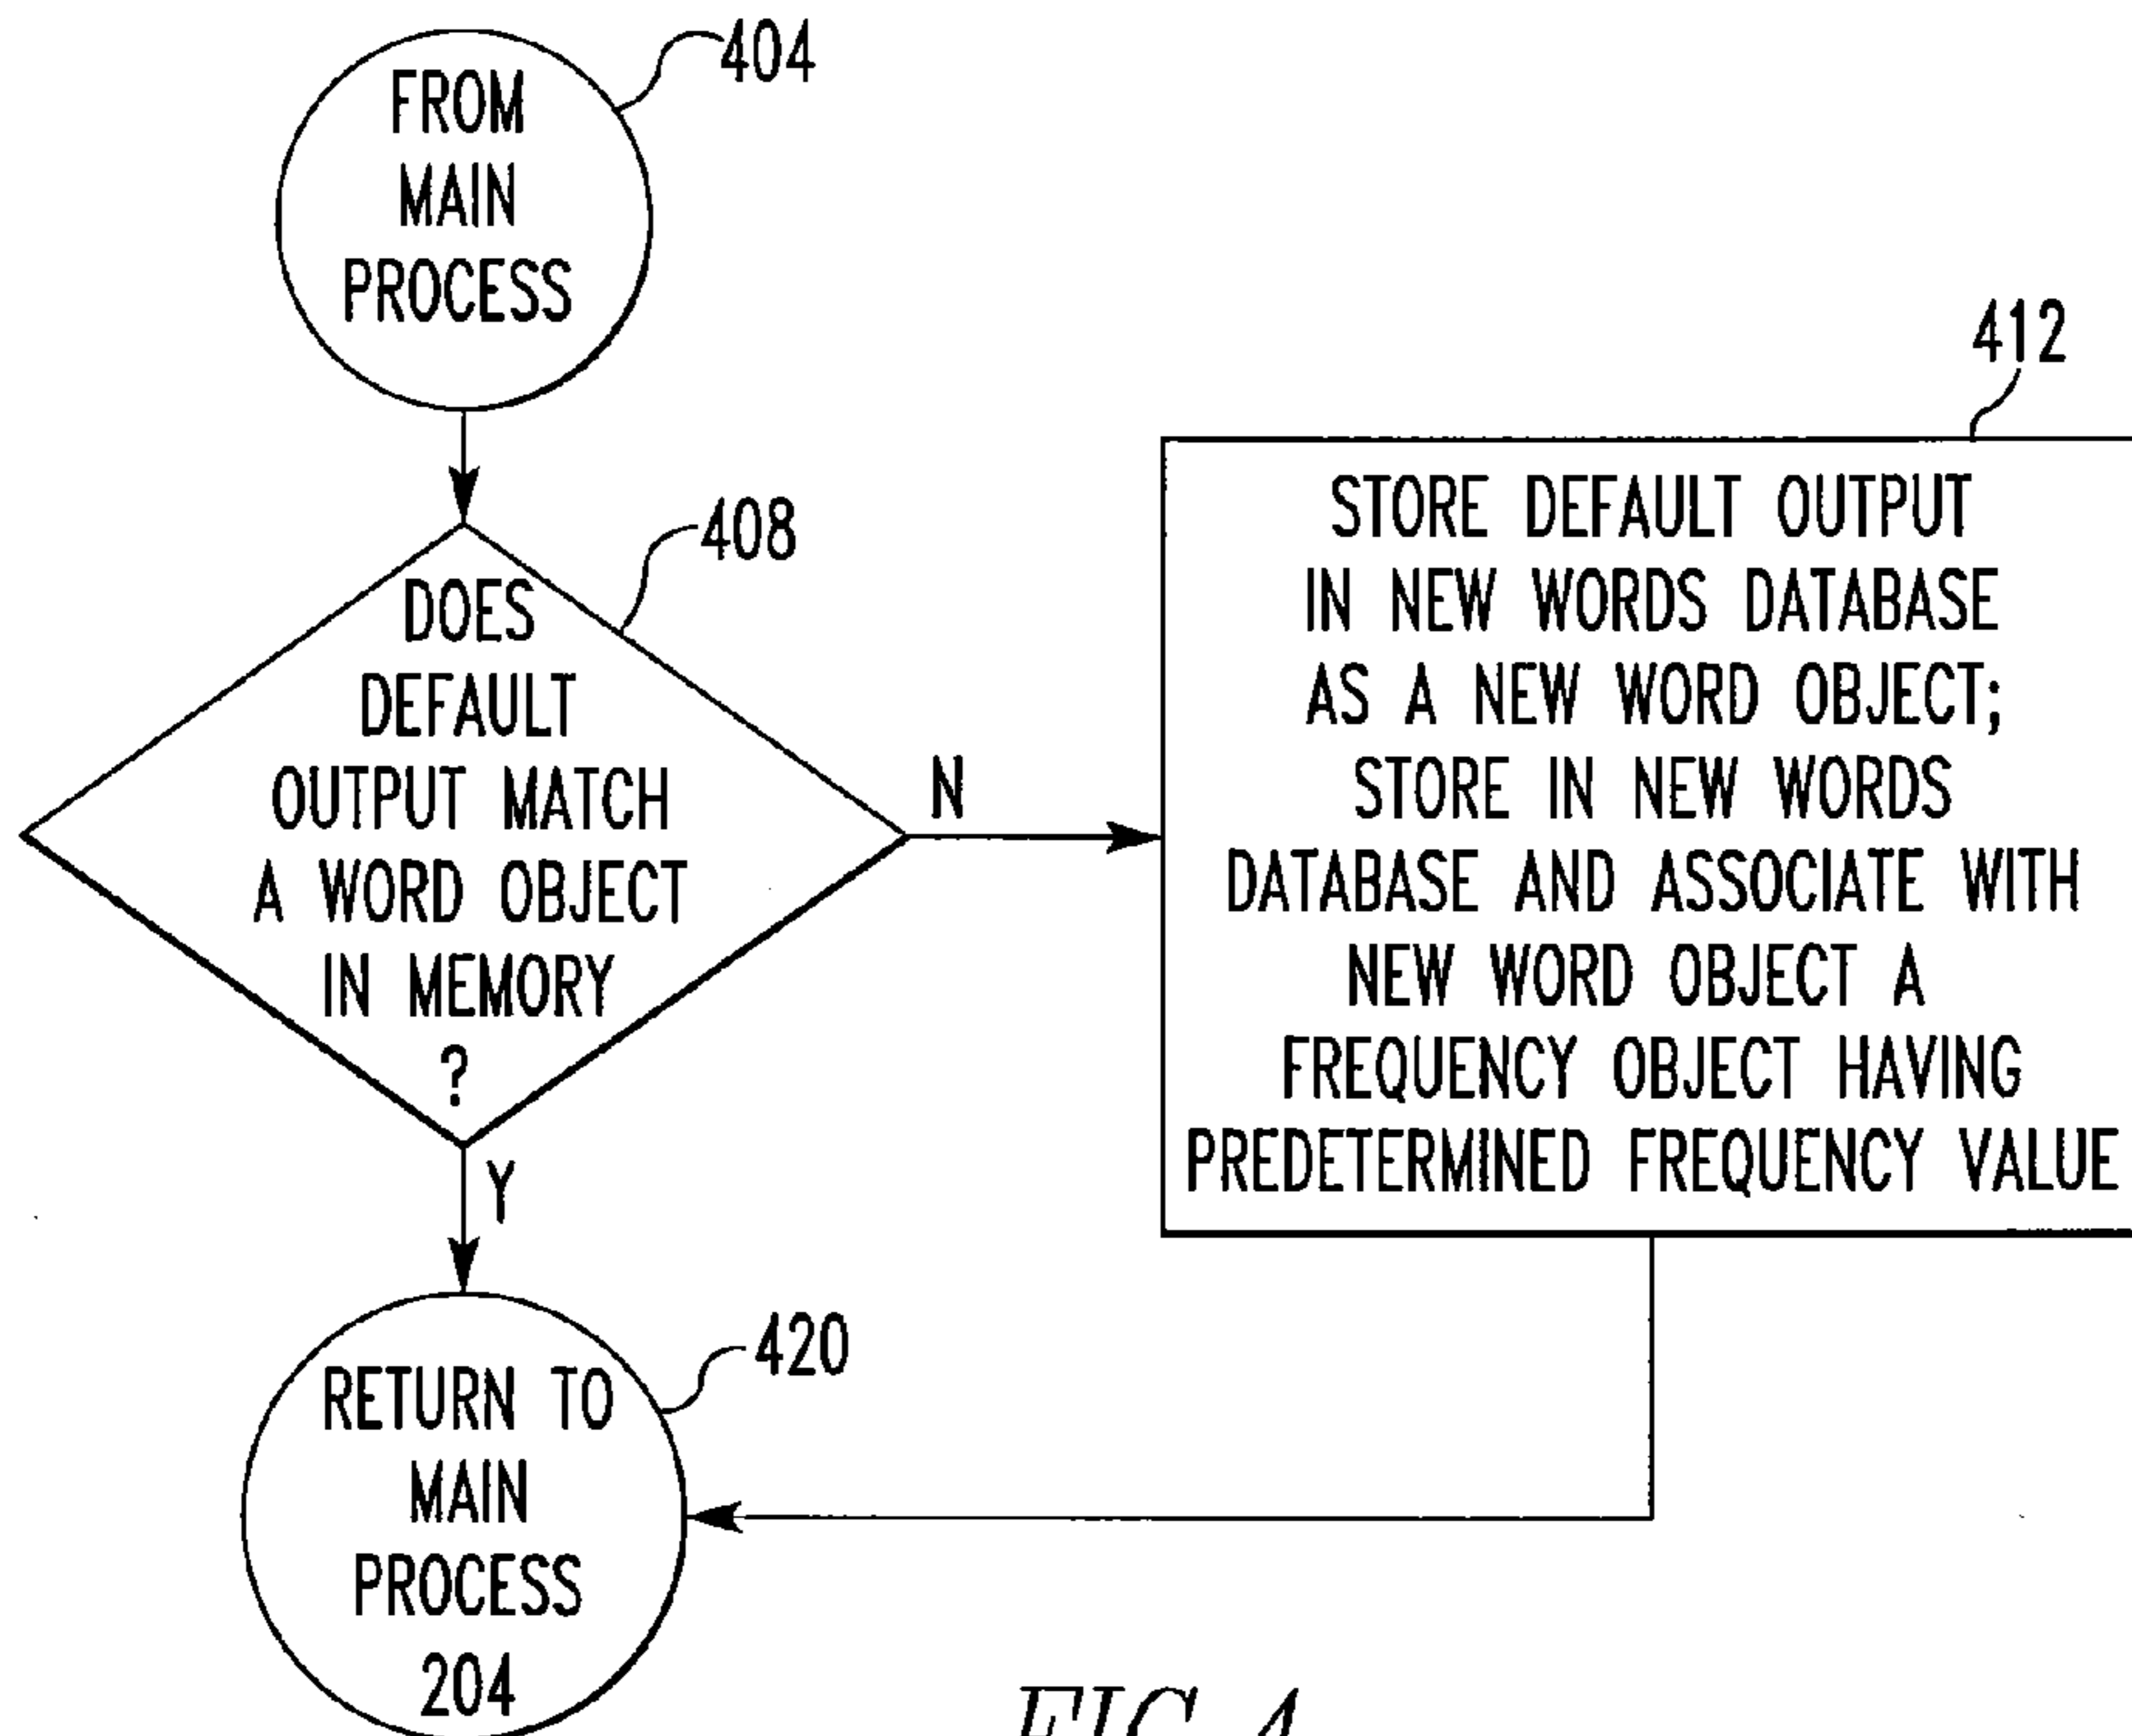 404
FROM
MAIN
PROCESS
408
DOES
DEFAULT
OUTPUT MATCH
A WORD OBJECT
IN MEMORY
?
N
Y
412
STORE DEFAULT OUTPUT
IN NEW WORDS DATABASE
AS A NEW WORD OBJECT;
STORE IN NEW WORDS
DATABASE AND ASSOCIATE WITH
NEW WORD OBJECT A
FREQUENCY OBJECT HAVING
PREDETERMINED FREQUENCY VALUE
420
RETURN TO
MAIN
PROCESS
204
FIG. 4